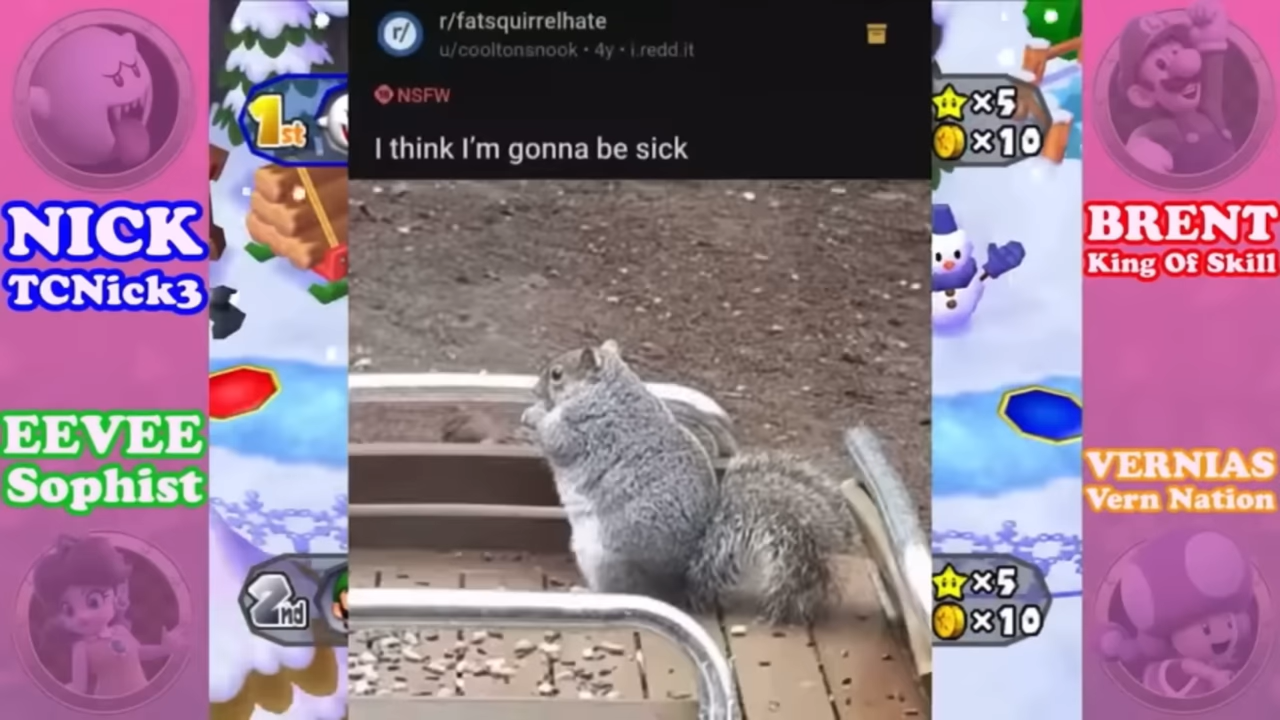 r/fatsquirrelhate
r/
u/cooltonsnook • 4y • i.redd.it
18 NSFW
I think I'm gonna be sick
NICK
TCNick3
EEVEE
Sophist
1st
×5
×10
2nd
×5
×10
BRENT
King Of Skill
VERNIAS
Vern Nation